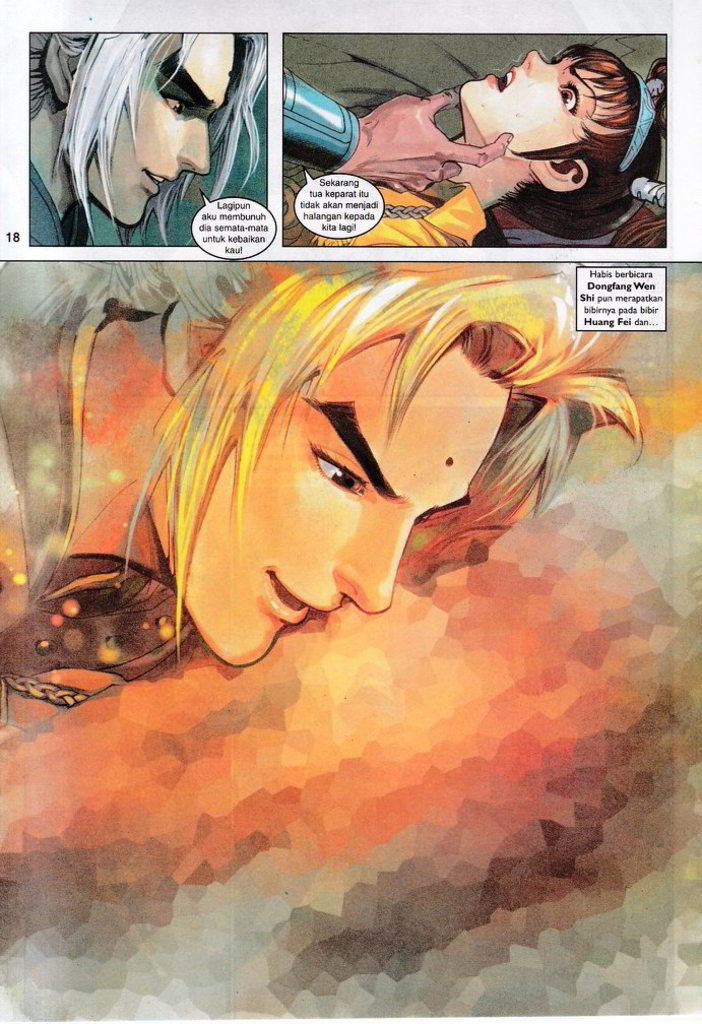 Lagipun
aku membunuh
dia semata-mata
untuk kebaikan
kau!
Sekarang
tua keparat itu
tidak akan menjadi
halangan kepada
kita lagi!
18
Habis berbicara
Dongfang Wen
Shi pun merapatkan
bibirnya pada bibir
Huang Fei dan...